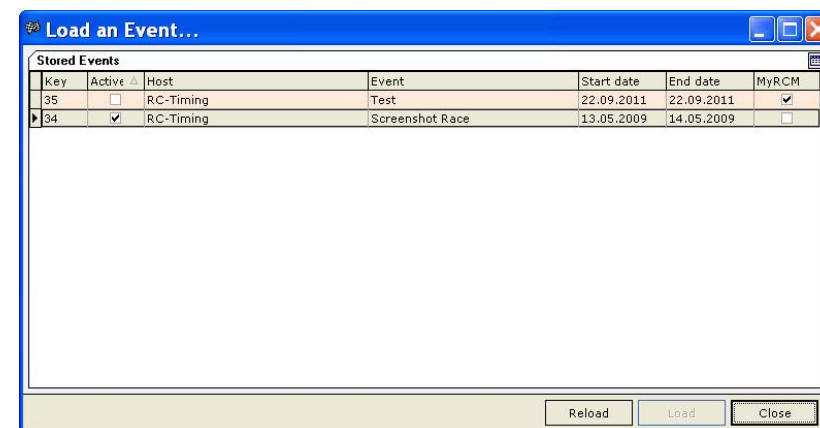 Load an Event...
Stored Events
Key Active Host Event Start date End date MyRCM
35 RC-Timing Test 22.09.2011 22.09.2011
34 RC-Timing Screenshot Race 13.05.2009 14.05.2009
Reload Load Close